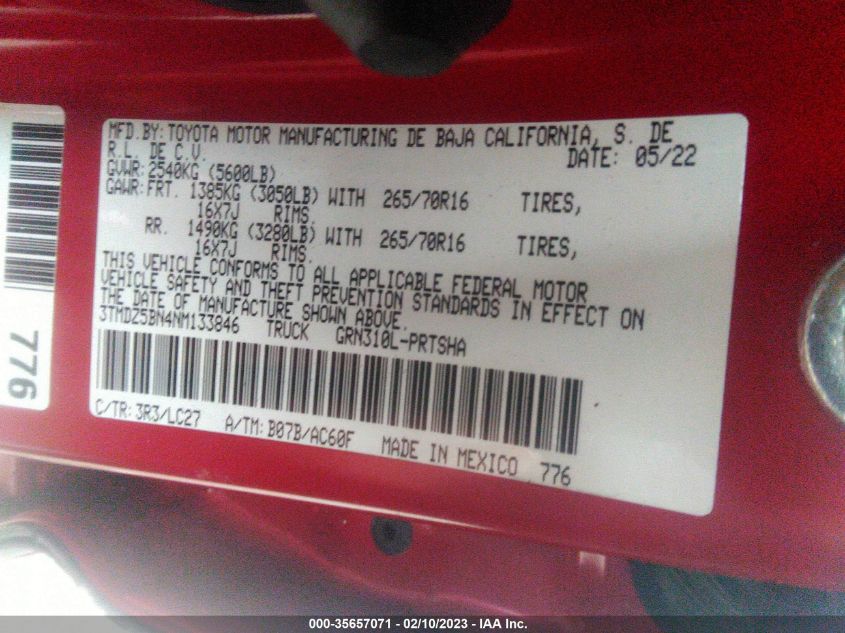 MFD.BY:TOYOTA MOTOR MANUFACTURING DE BAJA CALIFORNIA, S. DE
R.L. DE C.V. DATE: 05/22
GVWR:2540KG (5600LB)
GAWR:FRT. 1385KG (3050LB) WITH 265/70R16 TIRES,
16X7J RIMS.
RR. 1490KG (3280LB) WITH 265/70R16 TIRES,
16X7J RIMS.
THIS VEHICLE CONFORMS TO ALL APPLICABLE FEDERAL MOTOR
VEHICLE SAFETY AND THEFT PREVENTION STANDARDS IN EFFECT ON
THE DATE OF MANUFACTURE SHOWN ABOVE.
3TMDZ5BN4NM133846 TRUCK GRN310L-PRTSHA
C/TR:3R3/LC27 A/TM:B07B/AC60F MADE IN MEXICO 776
776
000-35657071 — 02/10/2023 — IAA Inc.